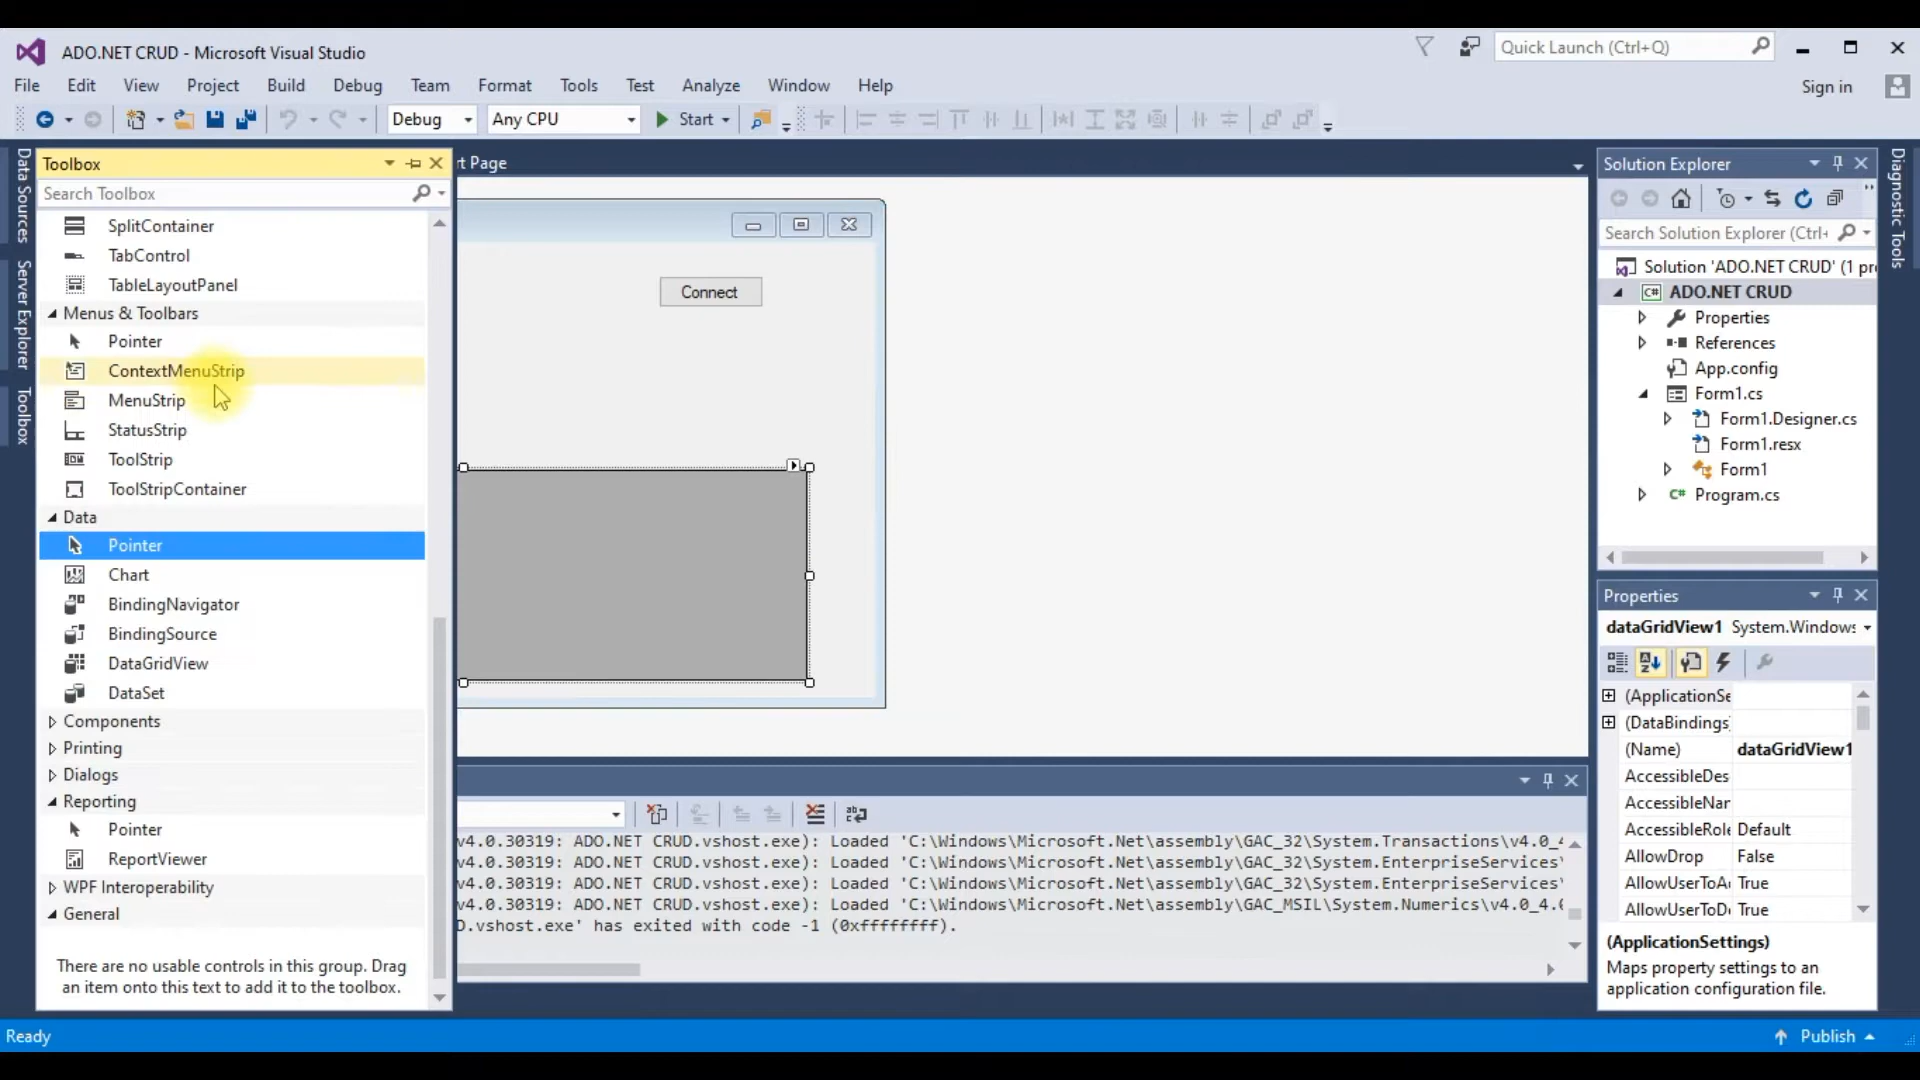 ADO.NET CRUD - Microsoft Visual Studio
Quick Launch (Ctrl+Q)
File Edit View Project Build Debug Team Format Tools Test Analyze Window Help
Sign in
Debug Any CPU Start
Data Sources
Server Explorer
Toolbox
Toolbox
Search Toolbox
SplitContainer
TabControl
TableLayoutPanel
Menus & Toolbars
Pointer
ContextMenuStrip
MenuStrip
StatusStrip
ToolStrip
ToolStripContainer
Data
Pointer
Chart
BindingNavigator
BindingSource
DataGridView
DataSet
Components
Printing
Dialogs
Reporting
Pointer
ReportViewer
WPF Interoperability
General
There are no usable controls in this group. Drag
an item onto this text to add it to the toolbox.
t Page
Connect
v4.0.30319: ADO.NET CRUD.vshost.exe): Loaded 'C:\Windows\Microsoft.Net\assembly\GAC_32\System.Transactions\v4.0_4
v4.0.30319: ADO.NET CRUD.vshost.exe): Loaded 'C:\Windows\Microsoft.Net\assembly\GAC_32\System.EnterpriseServices\
v4.0.30319: ADO.NET CRUD.vshost.exe): Loaded 'C:\Windows\Microsoft.Net\assembly\GAC_32\System.EnterpriseServices\
v4.0.30319: ADO.NET CRUD.vshost.exe): Loaded 'C:\Windows\Microsoft.Net\assembly\GAC_MSIL\System.Numerics\v4.0_4.0
D.vshost.exe' has exited with code -1 (0xffffffff).
Solution Explorer
Search Solution Explorer (Ctrl+
Solution 'ADO.NET CRUD' (1 pr
C# ADO.NET CRUD
Properties
References
App.config
Form1.cs
Form1.Designer.cs
Form1.resx
Form1
C# Program.cs
Diagnostic Tools
Properties
dataGridView1 System.Windows
(ApplicationSe
(DataBindings)
(Name) dataGridView1
AccessibleDes
AccessibleNar
AccessibleRole Default
AllowDrop False
AllowUserToAd True
AllowUserToDe True
(ApplicationSettings)
Maps property settings to an
application configuration file.
Ready
Publish